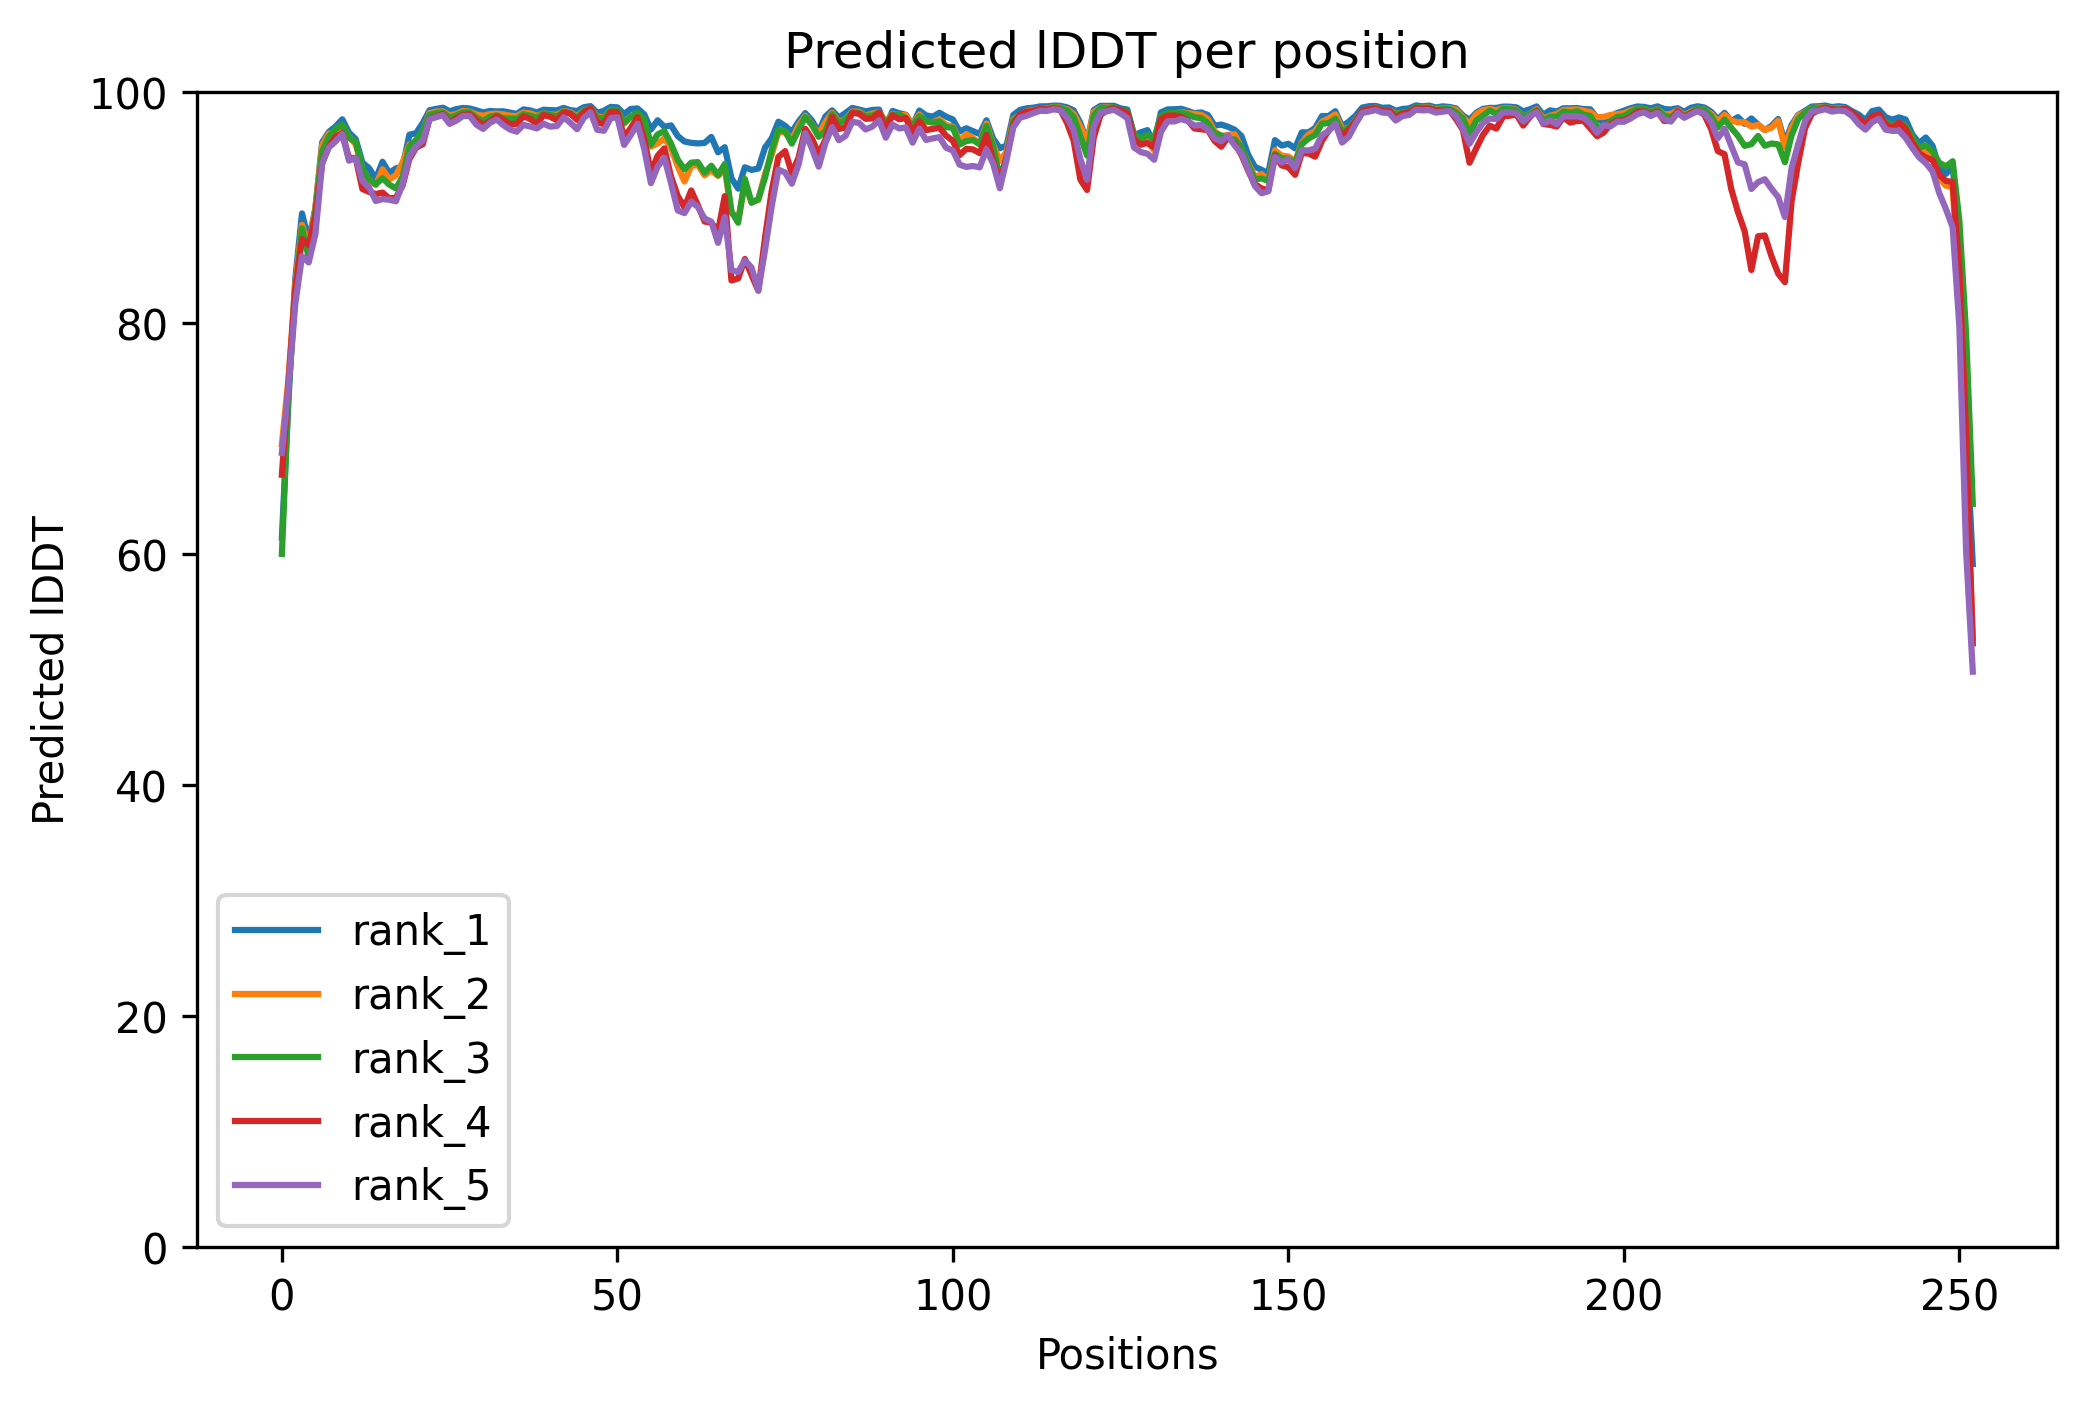 Predicted lDDT per position
100
80
60
40
20
0
Predicted lDDT
rank_1
rank_2
rank_3
rank_4
rank_5
0 50 100 150 200 250
Positions